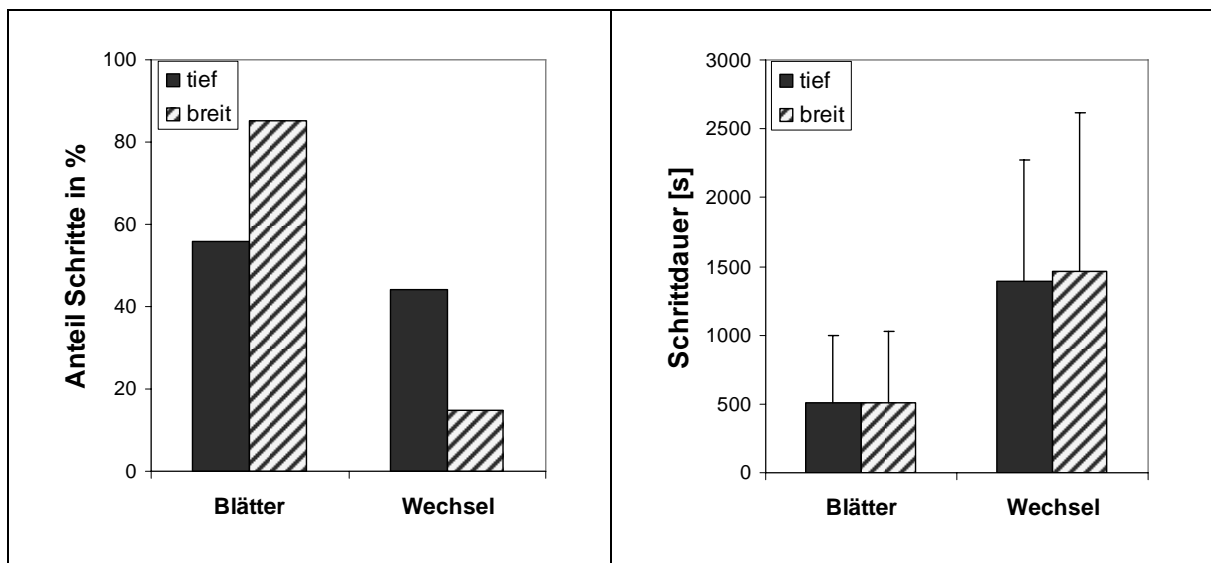 Anteil Schritte in %
100
80
60
40
20
0
tief
breit
Blätter
Wechsel
Schrittdauer [s]
3000
2500
2000
1500
1000
500
0
tief
breit
Blätter
Wechsel